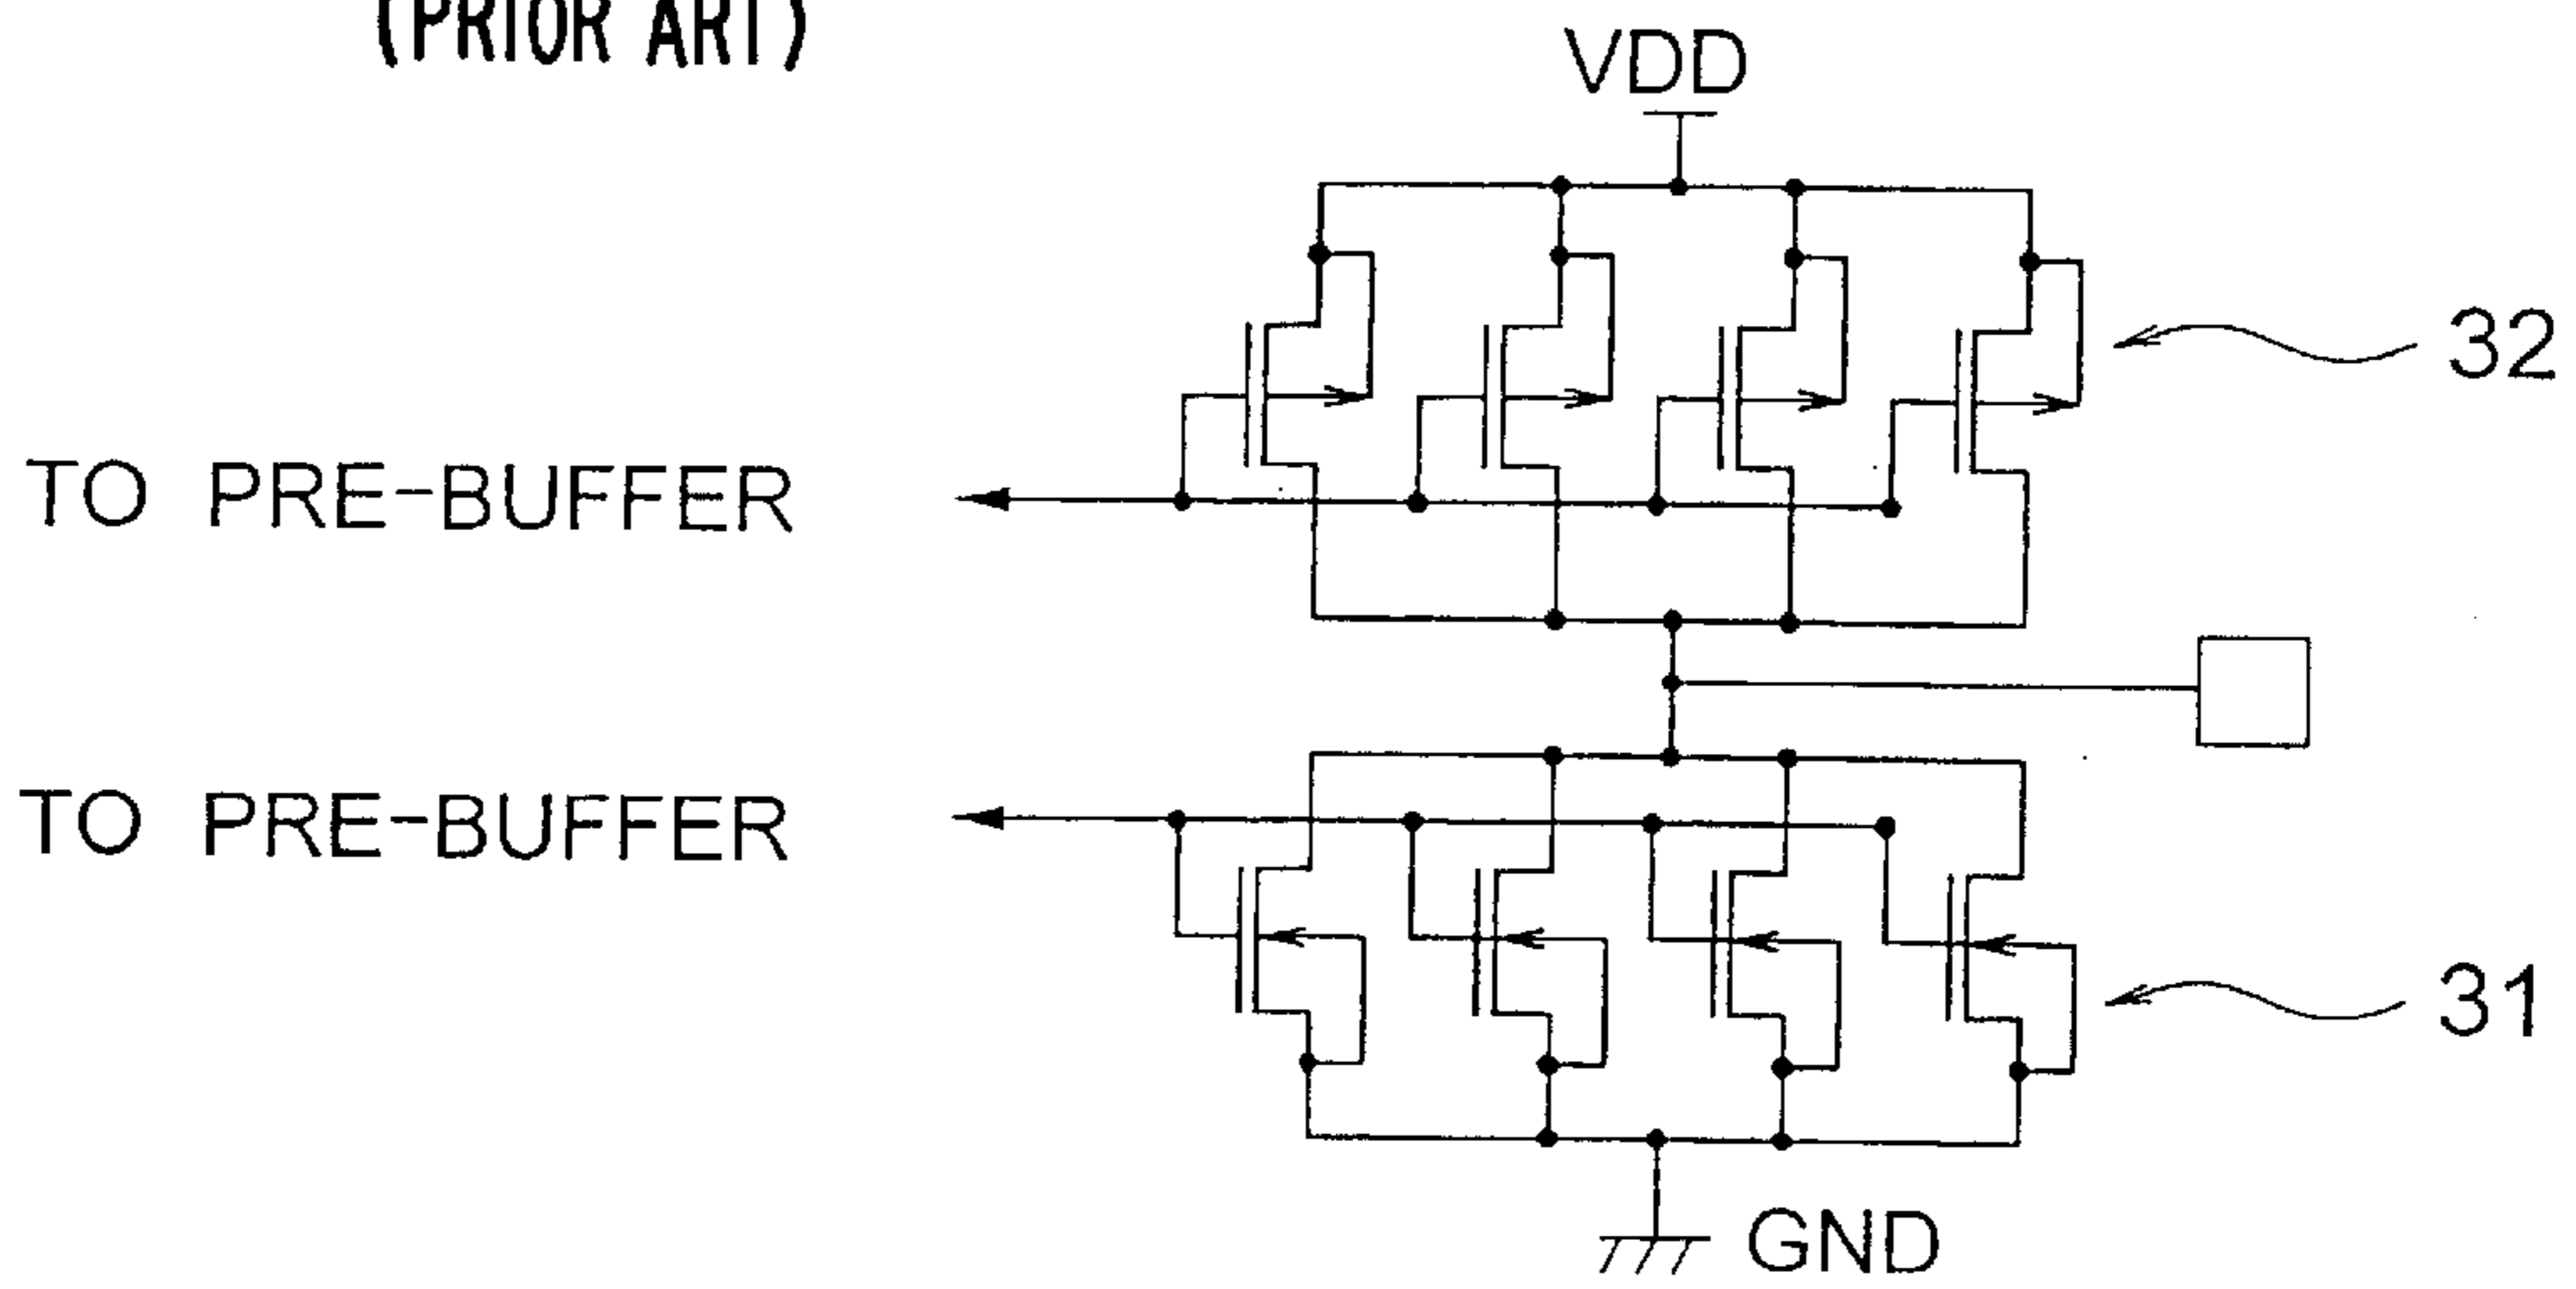 (PRIOR ART)
VDD
32
TO PRE-BUFFER
TO PRE-BUFFER
31
GND